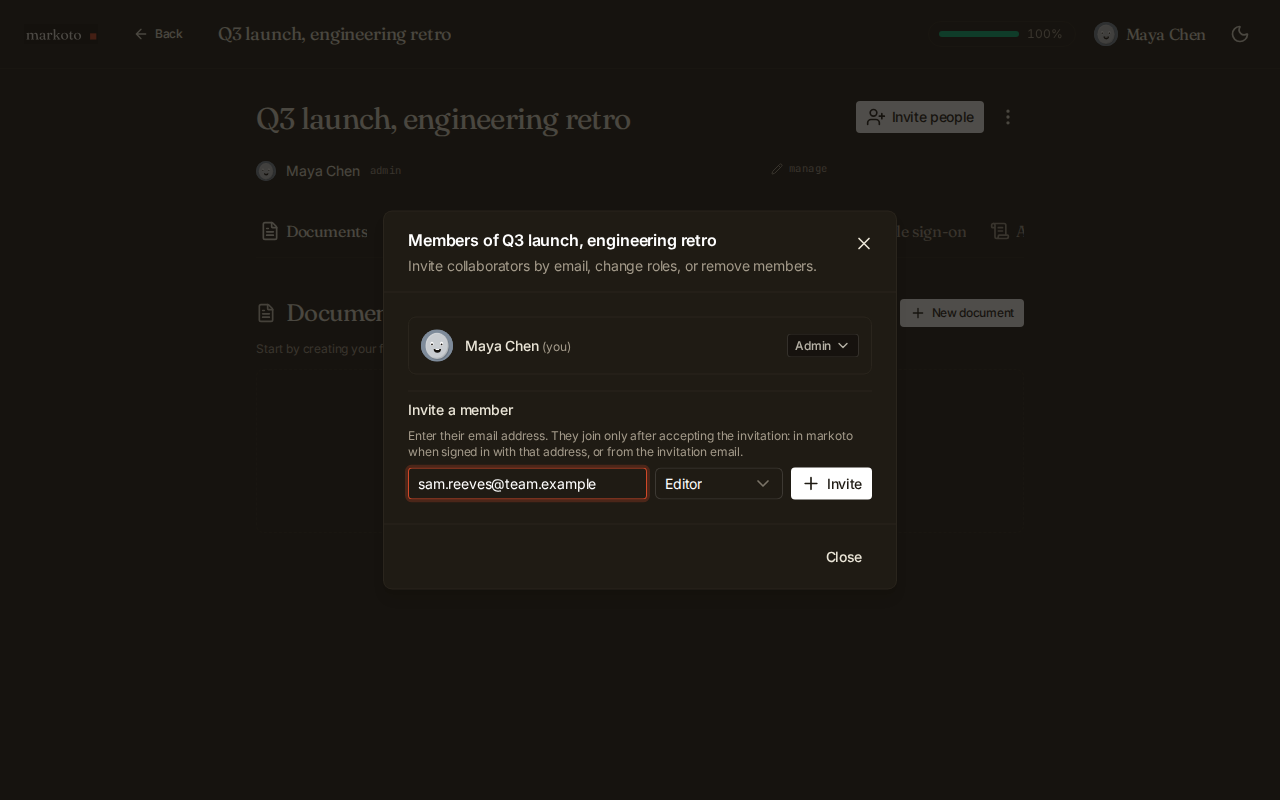 markoto
Back
Q3 launch, engineering retro
100%
Maya Chen
Q3 launch, engineering retro
Invite people
Maya Chen admin
manage
Documents
sign-on
New document
Start by creating your
Members of Q3 launch, engineering retro
Invite collaborators by email, change roles, or remove members.
Maya Chen (you)
Admin
Invite a member
Enter their email address. They join only after accepting the invitation: in markoto
when signed in with that address, or from the invitation email.
sam.reeves@team.example
Editor
Invite
Close